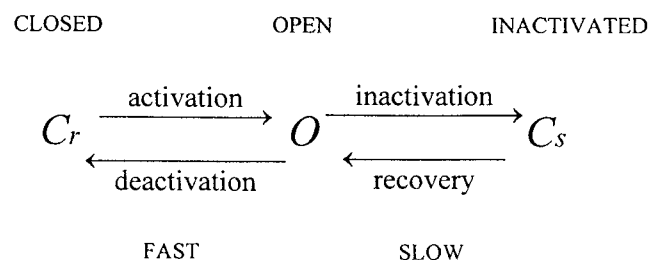 CLOSED OPEN INACTIVATED
activation inactivation
Cr O Cs
deactivation recovery
FAST SLOW